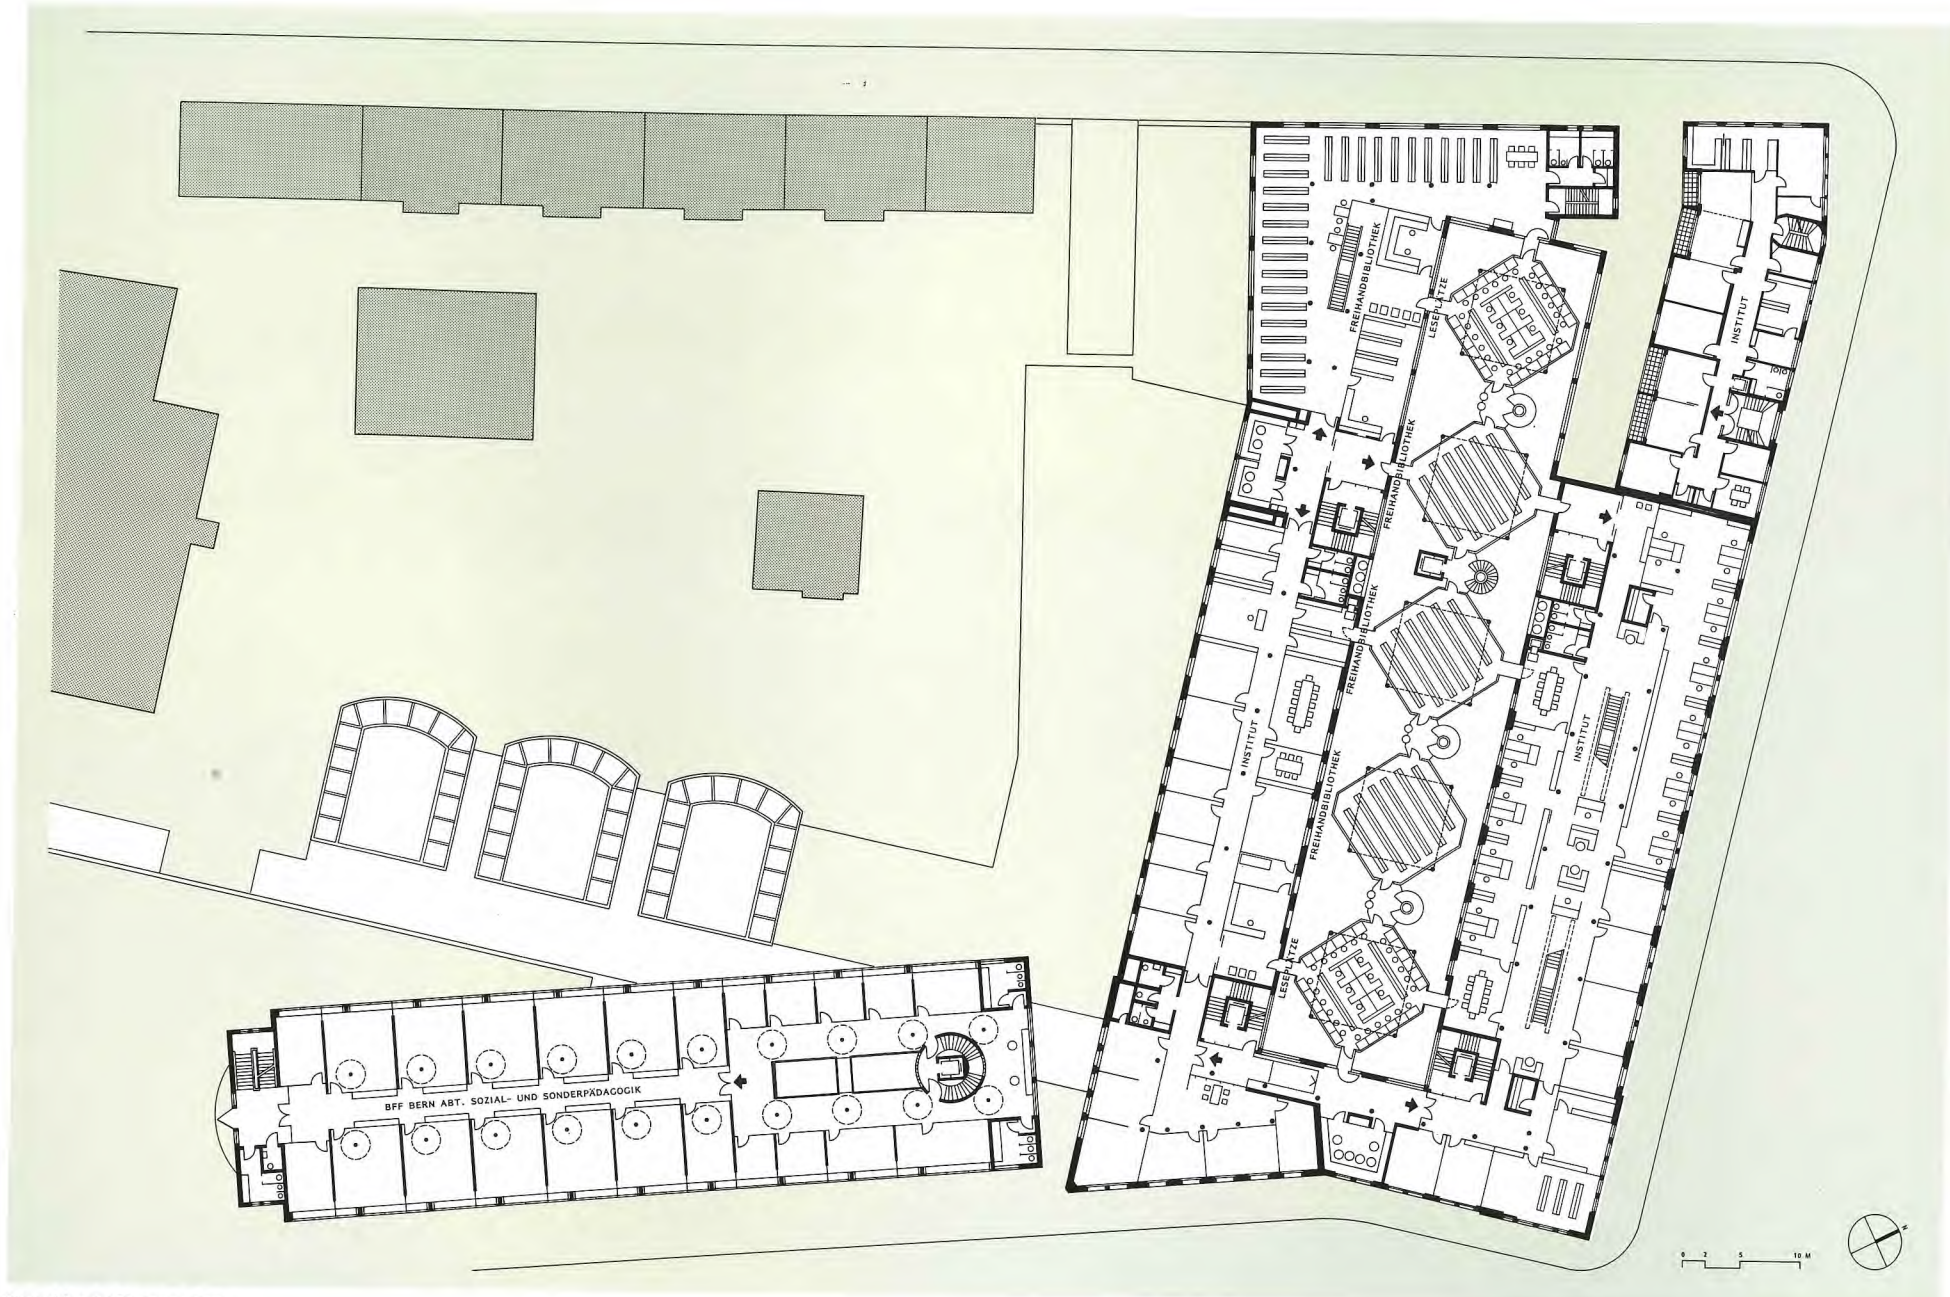 FREIHANDBIBLIOTHEK
LESEPLÄTZE
INSTITUT
FREIHANDBIBLIOTHEK
FREIHANDBIBLIOTHEK
INSTITUT
INSTITUT
FREIHANDBIBLIOTHEK
LESEPLÄTZE
BFF BERN ABT. SOZIAL- UND SONDERPÄDAGOGIK
N
0 2 5 10 M